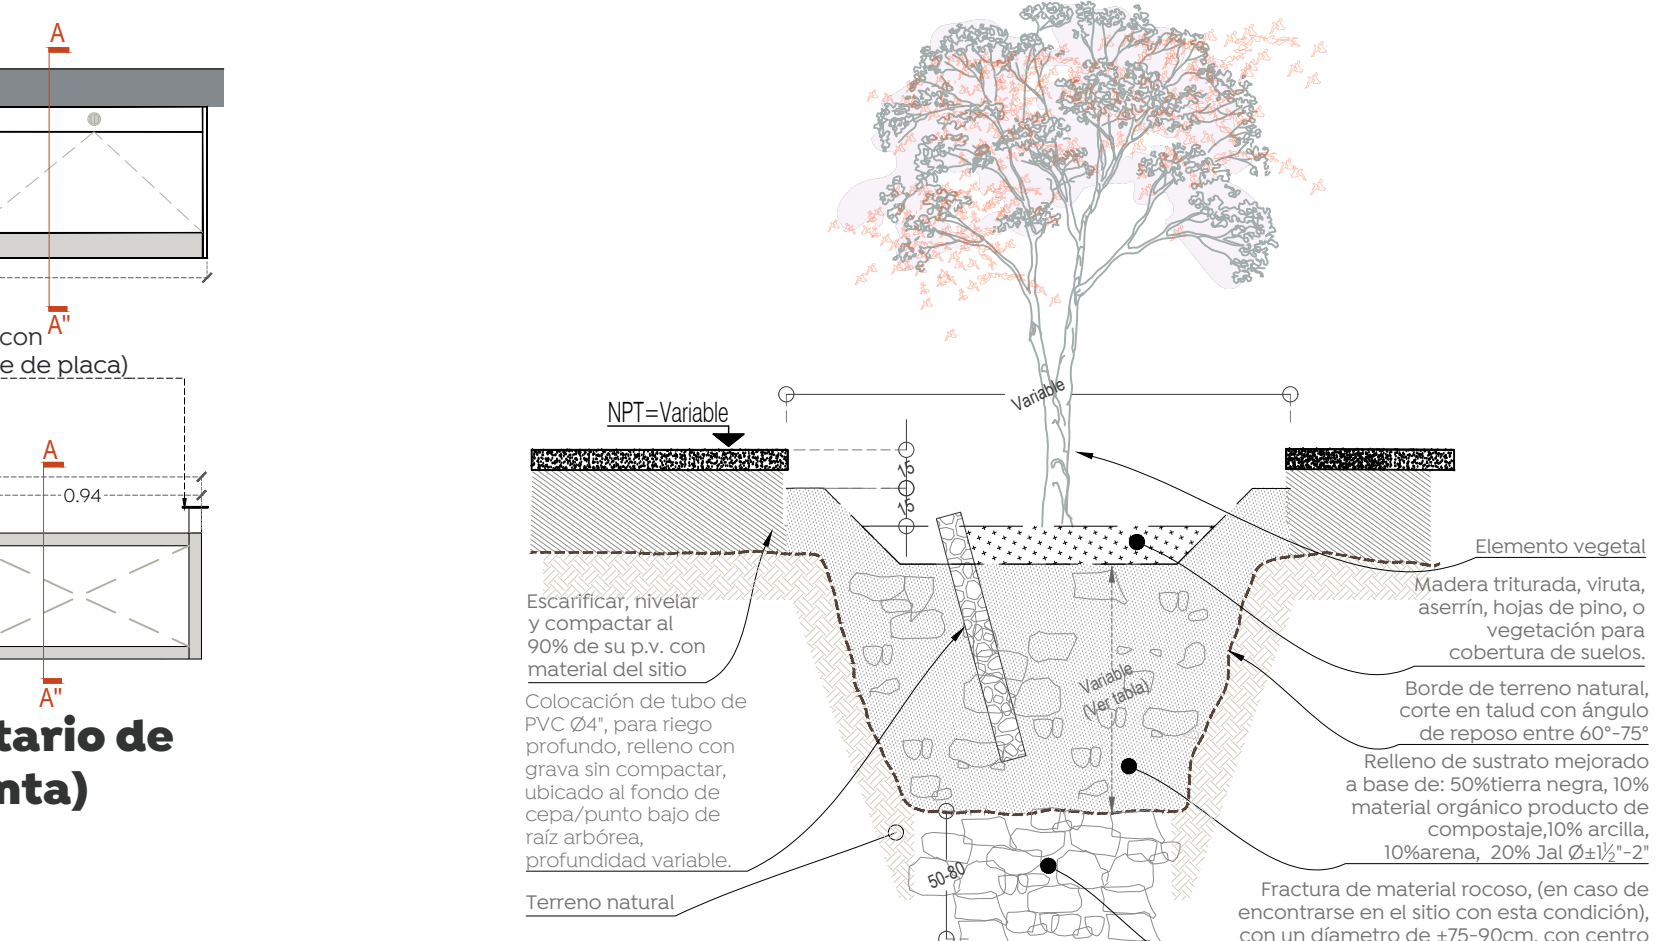 A
A"
con
e de placa)
A
0.94
A"
tario de
nta)
Variable
NPT=Variable
15
15
Escarificar, nivelar
y compactar al
90% de su p.v. con
material del sitio
Colocación de tubo de
PVC Ø4", para riego
profundo, relleno con
grava sin compactar,
ubicado al fondo de
cepa/punto bajo de
raíz arbórea,
profundidad variable.
Terreno natural
Variable
(Ver tabla)
50-80
Elemento vegetal
Madera triturada, viruta,
aserrín, hojas de pino, o
vegetación para
cobertura de suelos.
Borde de terreno natural,
corte en talud con ángulo
de reposo entre 60°-75°
Relleno de sustrato mejorado
a base de: 50%tierra negra, 10%
material orgánico producto de
compostaje,10% arcilla,
10%arena, 20% Jal Ø±1½"-2"
Fractura de material rocoso, (en caso de
encontrarse en el sitio con esta condición),
con un díametro de ±75-90cm, con centro